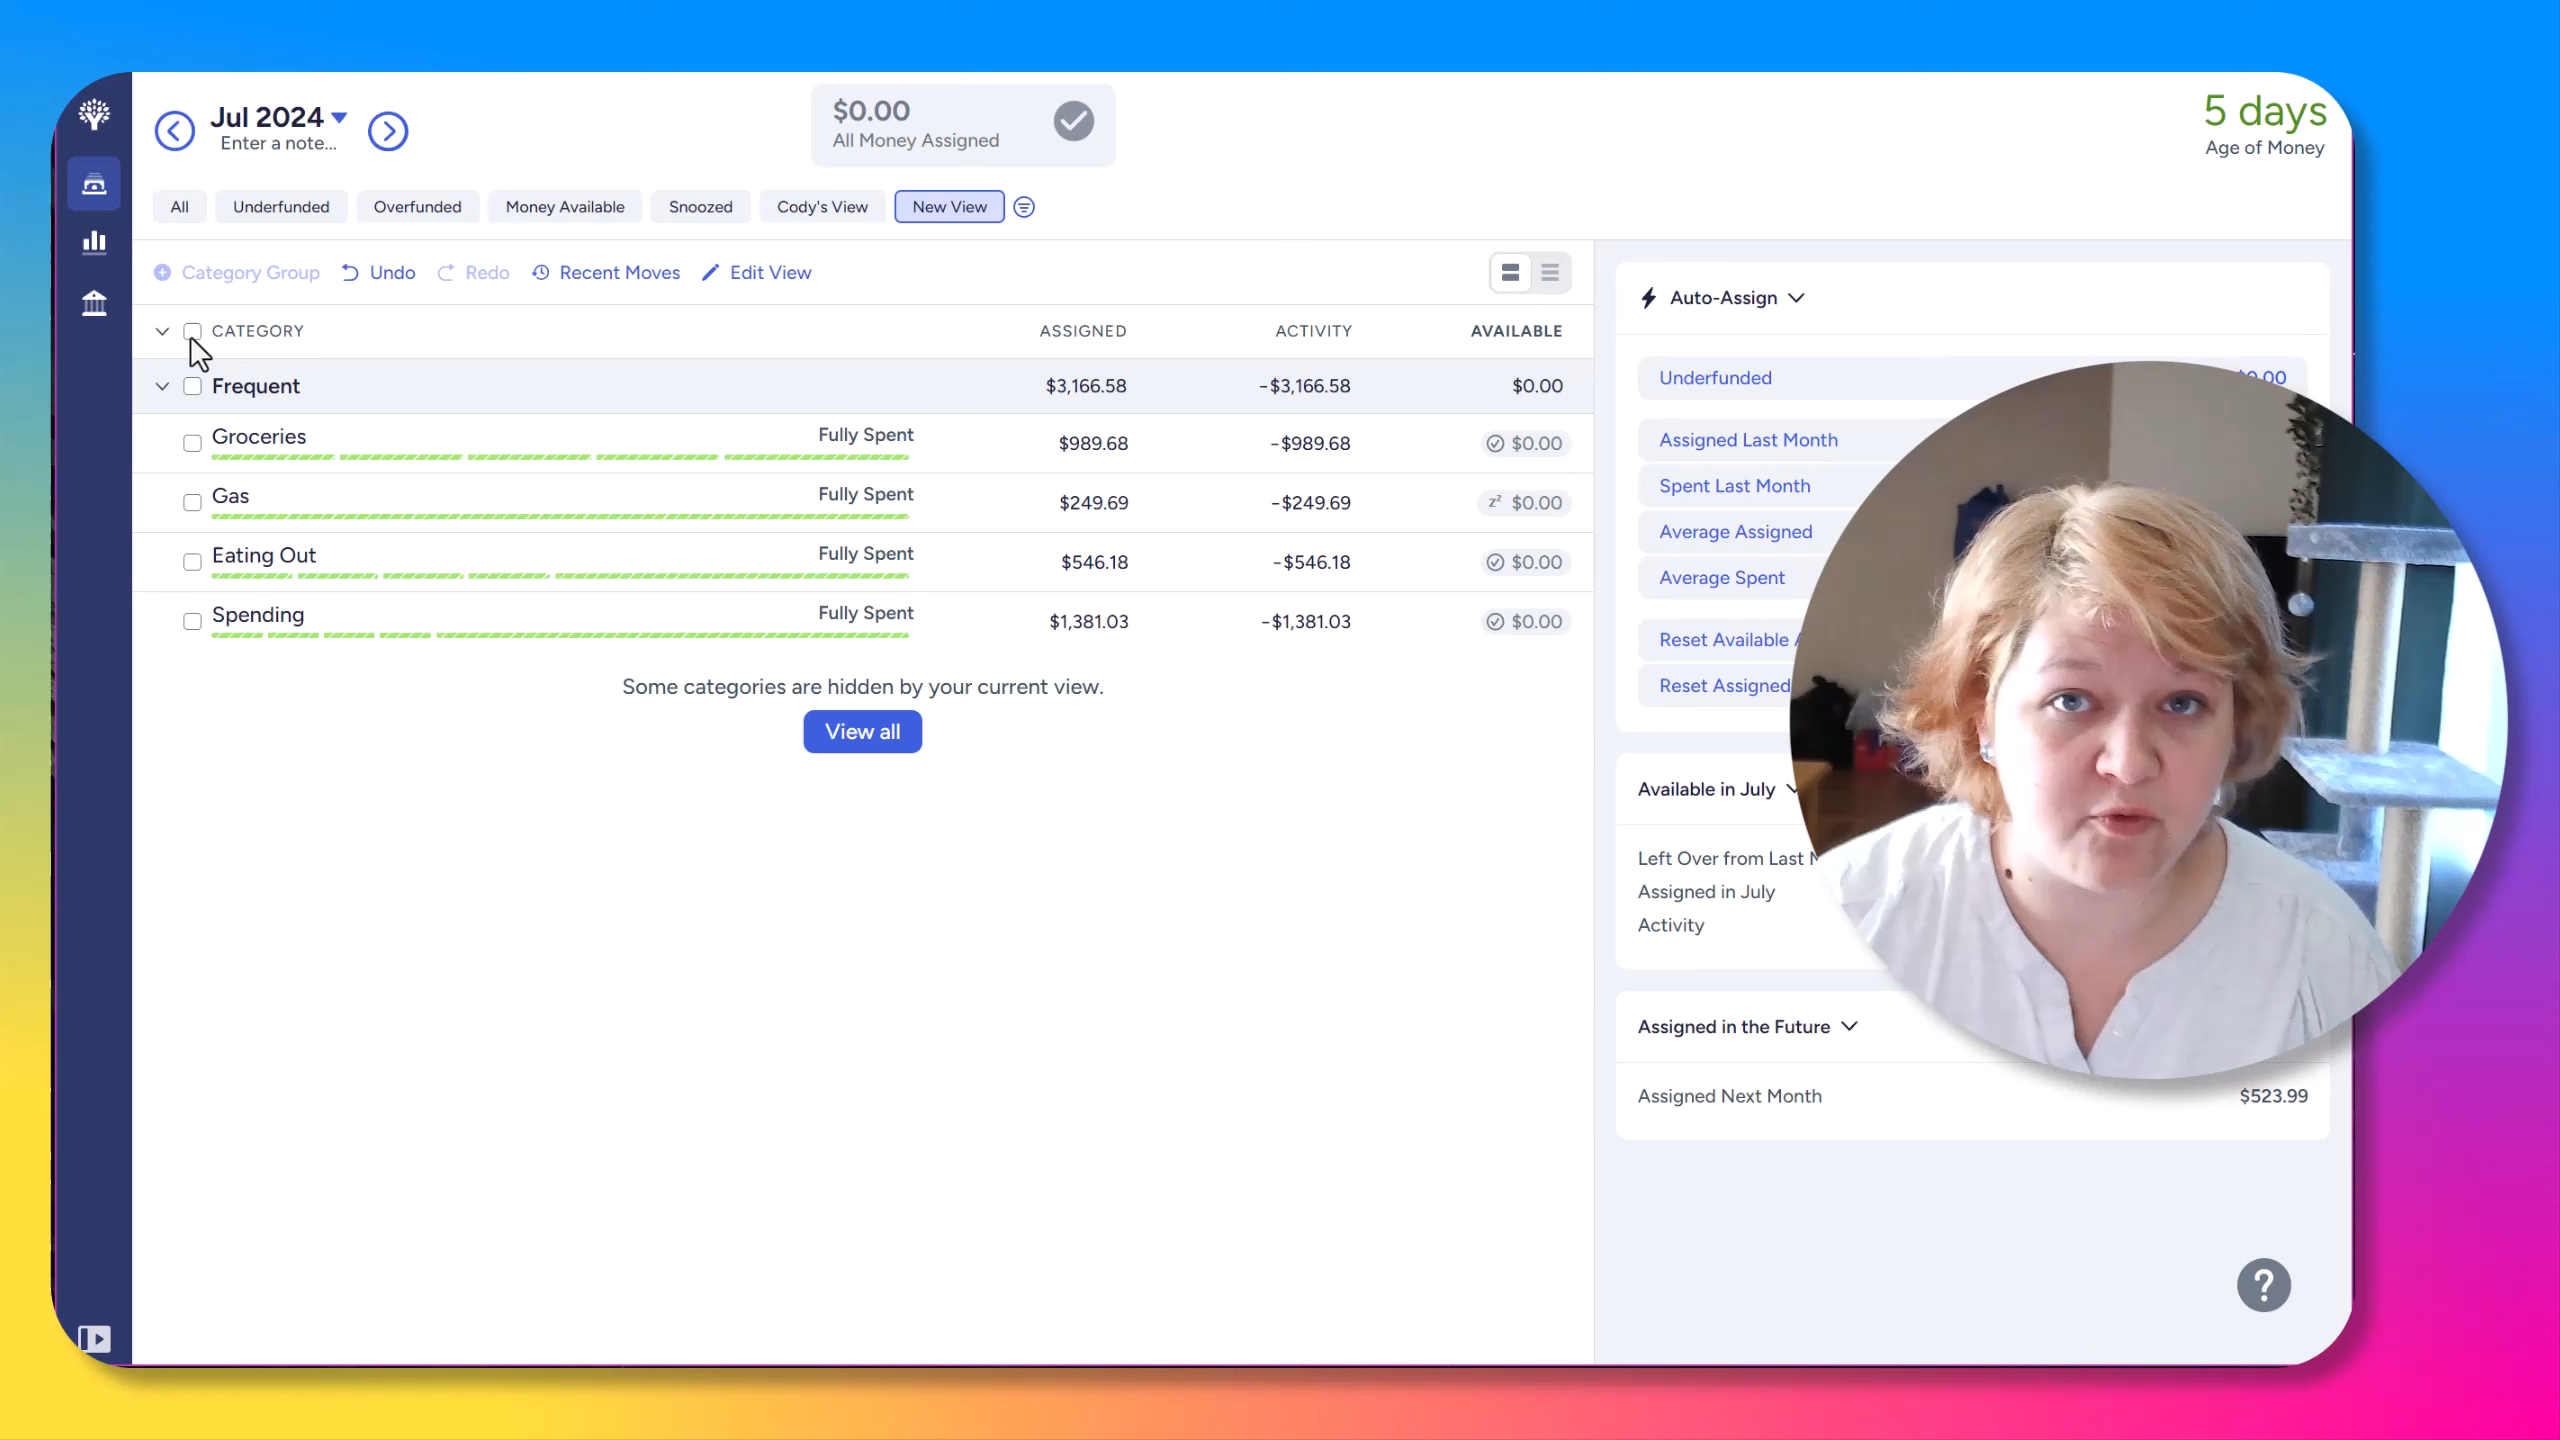 Jul 2024
Enter a note...
$0.00
All Money Assigned
5 days
Age of Money
All
Underfunded
Overfunded
Money Available
Snoozed
Cody's View
New View
Category Group
Undo
Redo
Recent Moves
Edit View
CATEGORY ASSIGNED ACTIVITY AVAILABLE
Frequent $3,166.58 -$3,166.58 $0.00
Groceries Fully Spent $989.68 -$989.68 $0.00
Gas Fully Spent $249.69 -$249.69 zz $0.00
Eating Out Fully Spent $546.18 -$546.18 $0.00
Spending Fully Spent $1,381.03 -$1,381.03 $0.00
Some categories are hidden by your current view.
View all
Auto-Assign
Underfunded
Assigned Last Month
Spent Last Month
Average Assigned
Average Spent
Reset Available
Reset Assigned
Available in July
Left Over from Last
Assigned in July
Activity
Assigned in the Future
Assigned Next Month $523.99
?